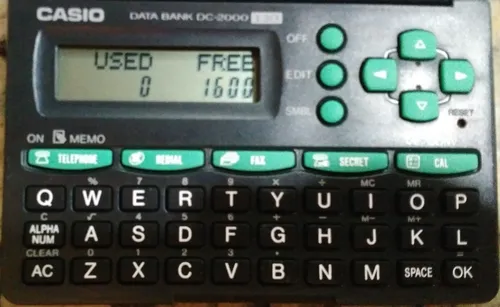 CASIO DATA BANK DC-2000
OFF
USED FREE
0 1600
EDIT
SMBL
RESET
ON MEMO
TELEPHONE REDIAL FAX SECRET CAL
% 7 8 9 × ÷ MC MR
Q W E R T Y U I O P
C √ 4 5 6 + − M− M+
ALPHA NUM A S D F G H J K L
CLEAR 0 1 2 3 • =
AC Z X C V B N M SPACE OK